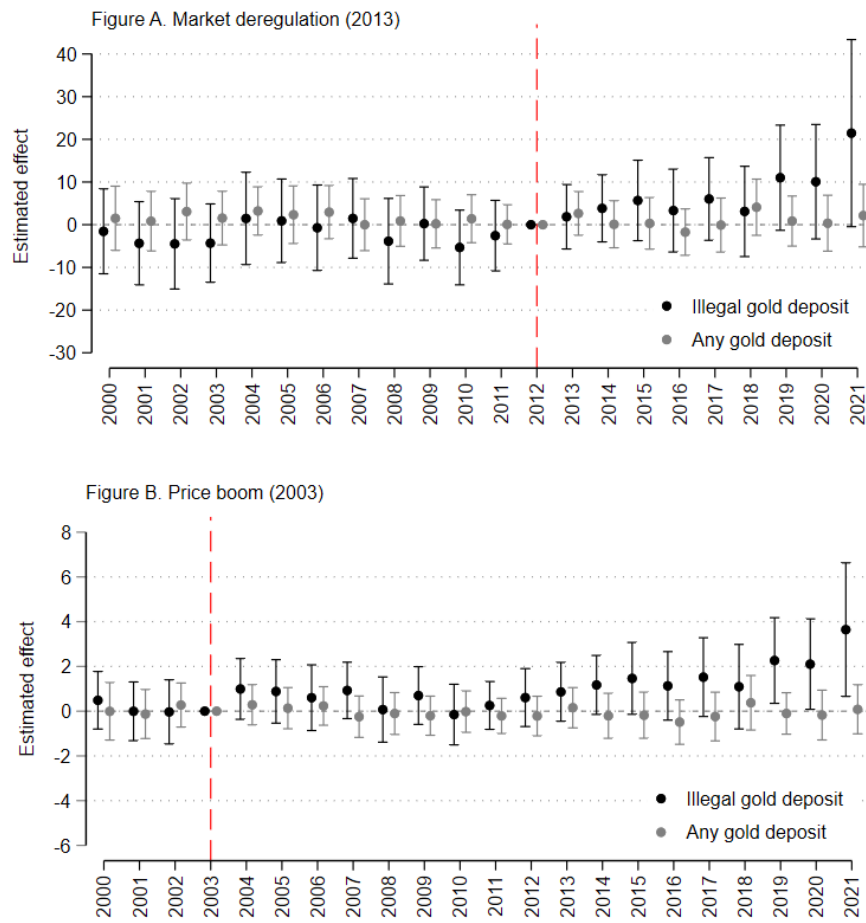 Figure A. Market deregulation (2013)
40
30
20
10
0
-10
-20
-30
Estimated effect
Illegal gold deposit
Any gold deposit
2000 2001 2002 2003 2004 2005 2006 2007 2008 2009 2010 2011 2012 2013 2014 2015 2016 2017 2018 2019 2020 2021
Figure B. Price boom (2003)
8
6
4
2
0
-2
-4
-6
Estimated effect
Illegal gold deposit
Any gold deposit
2000 2001 2002 2003 2004 2005 2006 2007 2008 2009 2010 2011 2012 2013 2014 2015 2016 2017 2018 2019 2020 2021